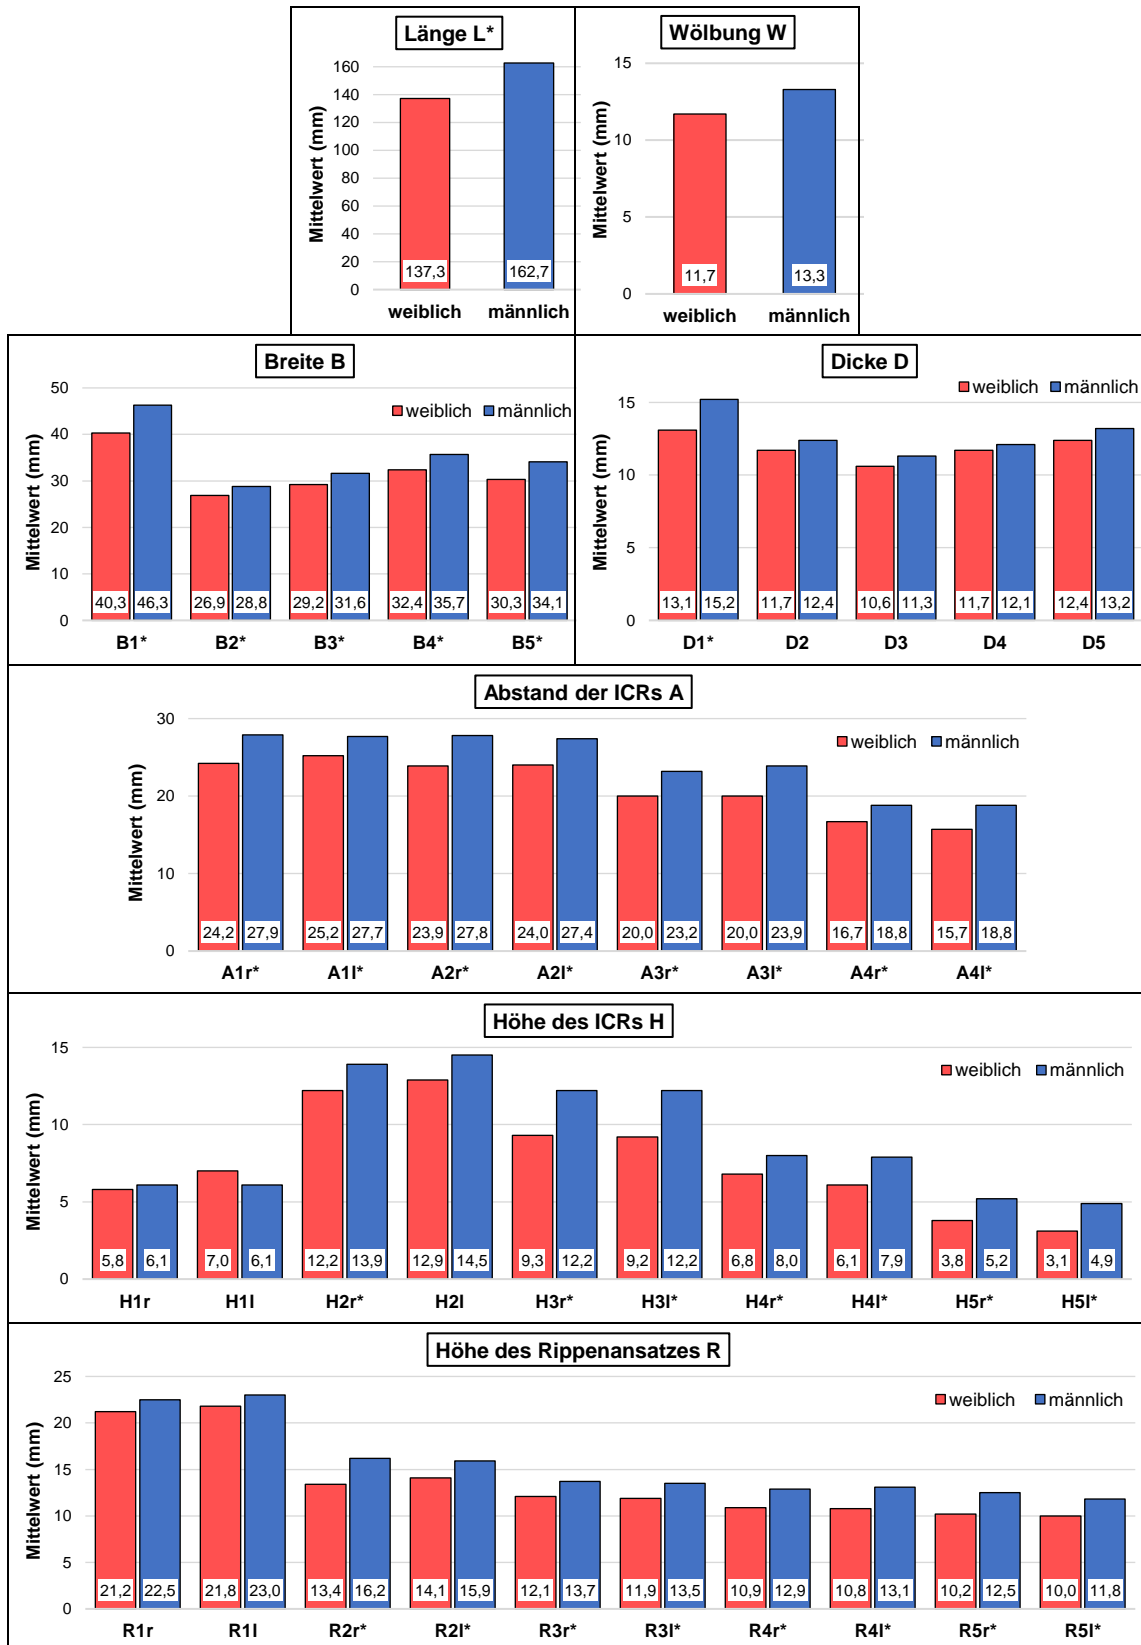 Länge L*
Mittelwert (mm)
160
140
120
100
80
60
40
20
0
137,3 162,7
weiblich männlich
Wölbung W
Mittelwert (mm)
15
10
5
0
11,7 13,3
weiblich männlich
Breite B
weiblich männlich
Mittelwert (mm)
50
40
30
20
10
0
40,3 46,3 26,9 28,8 29,2 31,6 32,4 35,7 30,3 34,1
B1* B2* B3* B4* B5*
Dicke D
weiblich männlich
Mittelwert (mm)
15
10
5
0
13,1 15,2 11,7 12,4 10,6 11,3 11,7 12,1 12,4 13,2
D1* D2 D3 D4 D5
Abstand der ICRs A
weiblich männlich
Mittelwert (mm)
30
20
10
0
24,2 27,9 25,2 27,7 23,9 27,8 24,0 27,4 20,0 23,2 20,0 23,9 16,7 18,8 15,7 18,8
A1r* A1l* A2r* A2l* A3r* A3l* A4r* A4l*
Höhe des ICRs H
weiblich männlich
Mittelwert (mm)
15
10
5
0
5,8 6,1 7,0 6,1 12,2 13,9 12,9 14,5 9,3 12,2 9,2 12,2 6,8 8,0 6,1 7,9 3,8 5,2 3,1 4,9
H1r H1l H2r* H2l H3r* H3l* H4r* H4l* H5r* H5l*
Höhe des Rippenansatzes R
weiblich männlich
Mittelwert (mm)
25
20
15
10
5
0
21,2 22,5 21,8 23,0 13,4 16,2 14,1 15,9 12,1 13,7 11,9 13,5 10,9 12,9 10,8 13,1 10,2 12,5 10,0 11,8
R1r R1l R2r* R2l* R3r* R3l* R4r* R4l* R5r* R5l*